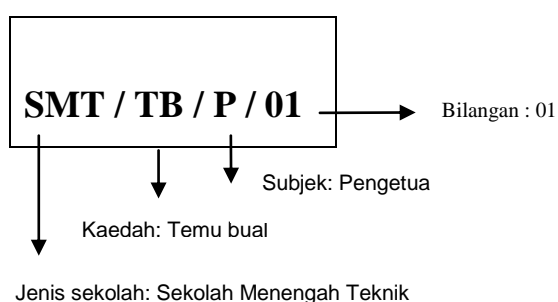 SMT / TB / P / 01
Bilangan : 01
Subjek: Pengetua
Kaedah: Temu bual
Jenis sekolah: Sekolah Menengah Teknik